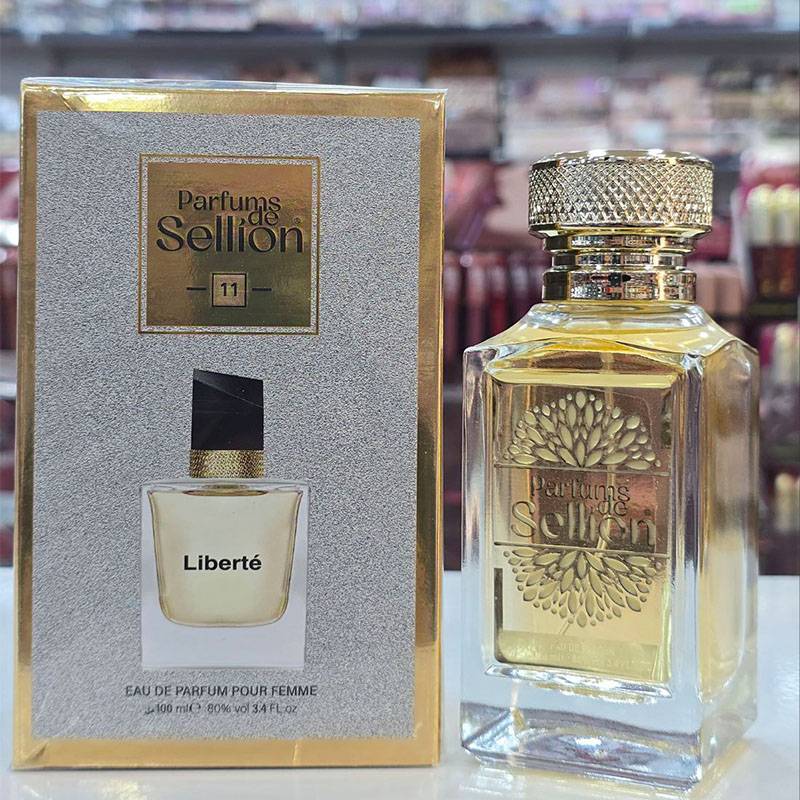 Parfums
de
Sellion
11
Liberté
EAU DE PARFUM POUR FEMME
100 ml℮ 80% vol 3.4 FL.oz
Parfums
de
Sellion